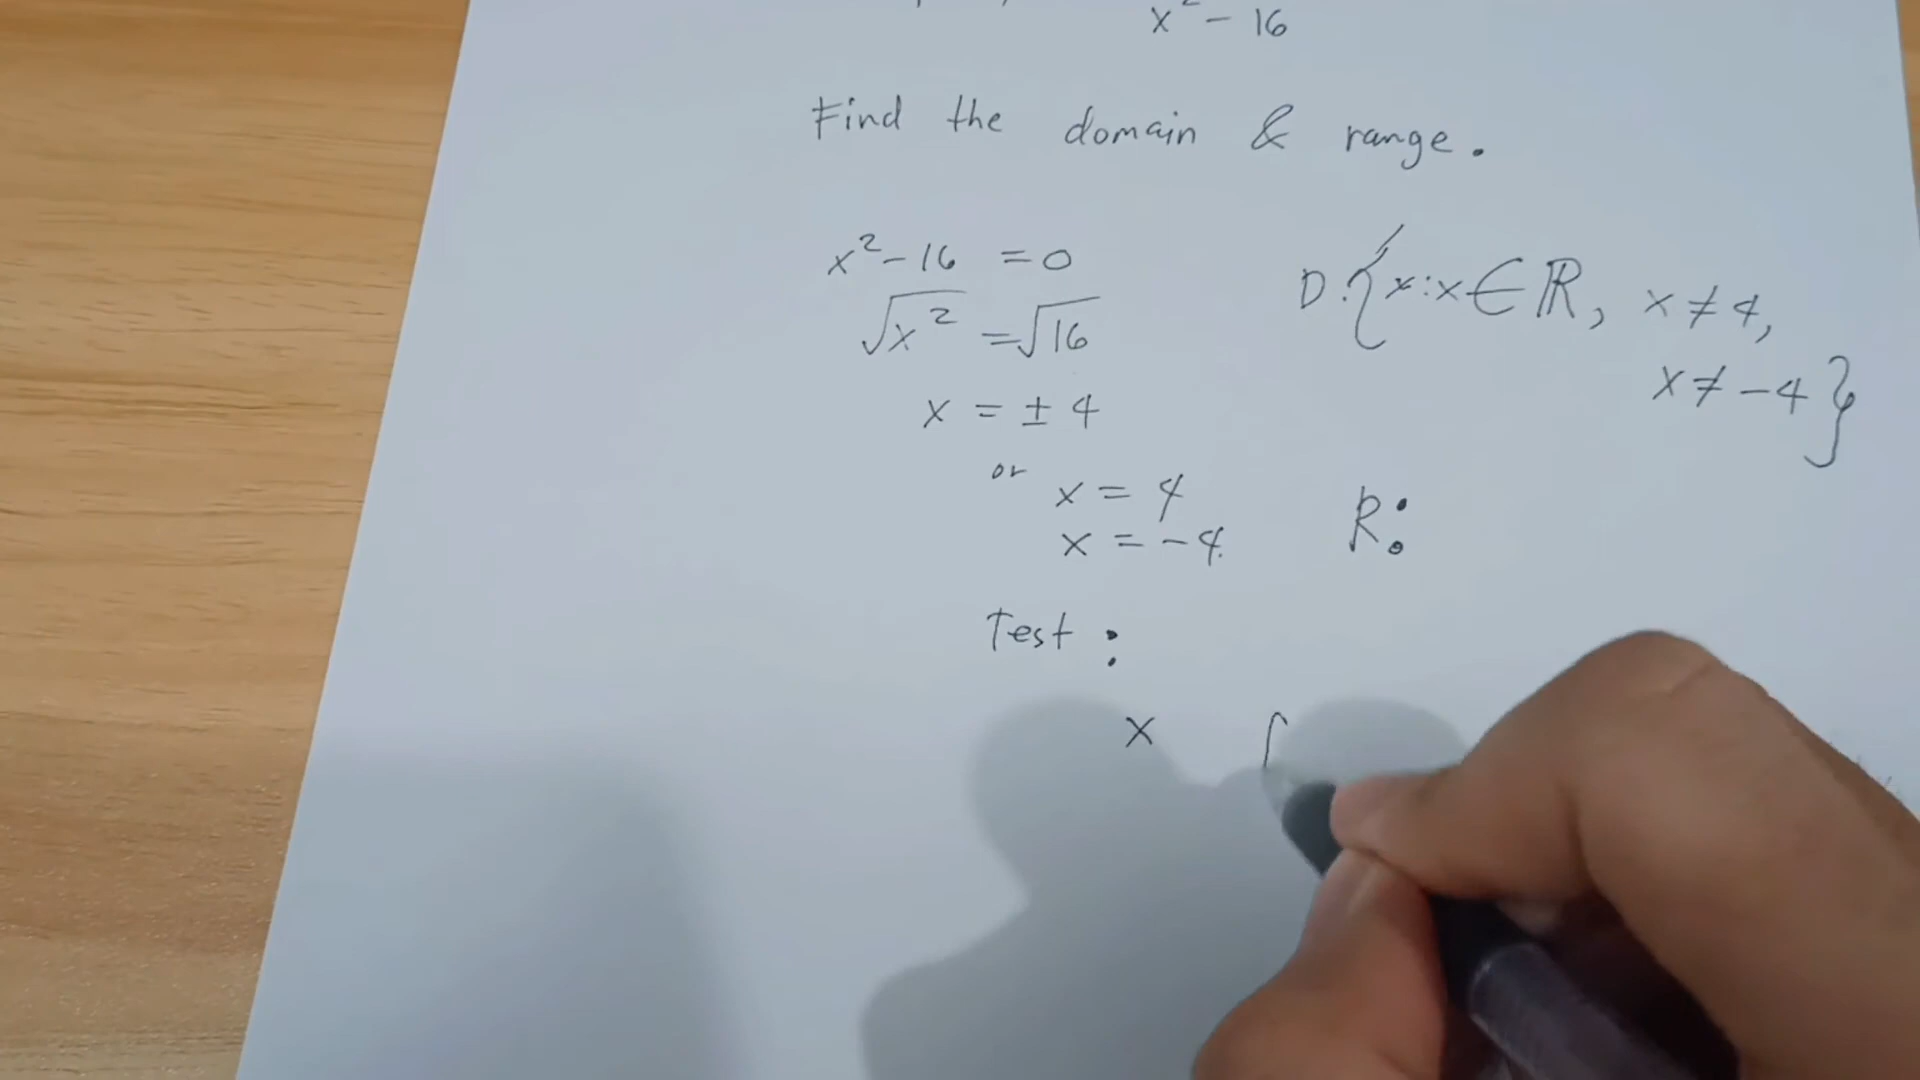 x² - 16
Find the domain & range.
x² - 16 = 0
√x² = √16
x = ± 4
or x = 4
x = -4.
D: {x : x ∈ ℝ, x ≠ 4,
x ≠ -4}
R:
Test :
x